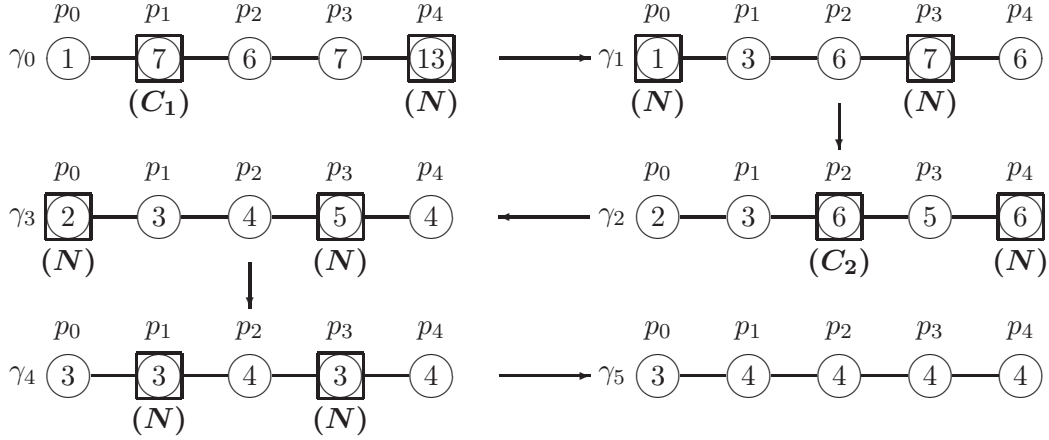 p₀ p₁ p₂ p₃ p₄ p₀ p₁ p₂ p₃ p₄
γ₀ 1 7 6 7 13 γ₁ 1 3 6 7 6
(C₁) (N) (N) (N)
p₀ p₁ p₂ p₃ p₄ p₀ p₁ p₂ p₃ p₄
γ₃ 2 3 4 5 4 γ₂ 2 3 6 5 6
(N) (N) (C₂) (N)
p₀ p₁ p₂ p₃ p₄ p₀ p₁ p₂ p₃ p₄
γ₄ 3 3 4 3 4 γ₅ 3 4 4 4 4
(N) (N)